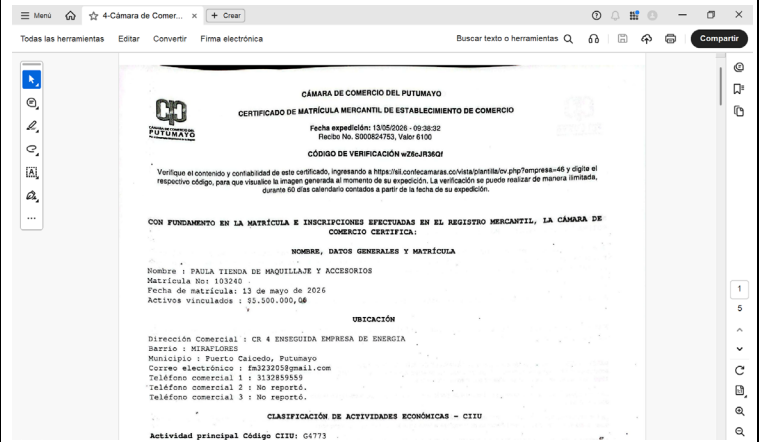 Menú
4-Cámara de Comer...
Crear
Todas las herramientas
Editar
Convertir
Firma electrónica
Buscar texto o herramientas
Compartir
CÁMARA DE COMERCIO DEL PUTUMAYO
CERTIFICADO DE MATRÍCULA MERCANTIL DE ESTABLECIMIENTO DE COMERCIO
CÁMARA DE COMERCIO DEL
PUTUMAYO
Fecha expedición: 13/05/2026 - 09:38:32
Recibo No. S000824753, Valor 6100
CÓDIGO DE VERIFICACIÓN wZ6cJR36Qf
Verifique el contenido y confiabilidad de este certificado, ingresando a https://sii.confecamaras.co/vista/plantilla/cv.php?empresa=46 y digite el
respectivo código, para que visualice la imagen generada al momento de su expedición. La verificación se puede realizar de manera ilimitada,
durante 60 días calendario contados a partir de la fecha de su expedición.
CON FUNDAMENTO EN LA MATRÍCULA E INSCRIPCIONES EFECTUADAS EN EL REGISTRO MERCANTIL, LA CÁMARA DE
COMERCIO CERTIFICA:
NOMBRE, DATOS GENERALES Y MATRÍCULA
Nombre : PAULA TIENDA DE MAQUILLAJE Y ACCESORIOS
Matrícula No: 103240
Fecha de matrícula: 13 de mayo de 2026
Activos vinculados : $5.500.000,00
UBICACIÓN
Dirección Comercial : CR 4 ENSEGUIDA EMPRESA DE ENERGIA
Barrio : MIRAFLORES
Municipio : Puerto Caicedo, Putumayo
Correo electrónico : fm323205@gmail.com
Teléfono comercial 1 : 3132859559
Teléfono comercial 2 : No reportó.
Teléfono comercial 3 : No reportó.
CLASIFICACIÓN DE ACTIVIDADES ECONÓMICAS - CIIU
Actividad principal Código CIIU: G4773
1
5